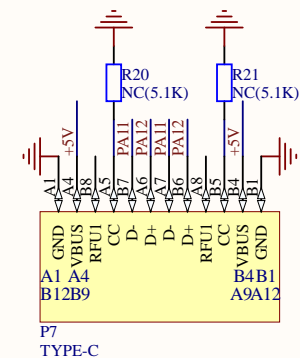 R20
NC(5.1K)
R21
NC(5.1K)
+5V
PA11
PA12
PA11
PA12
+5V
A1
A4
B8
A5
B7
A6
A7
B6
A8
B5
B4
B1
GND
VBUS
RFU1
CC
D-
D+
D-
D+
RFU1
CC
VBUS
GND
A1 A4
B4B1
B12B9
A9A12
P7
TYPE-C